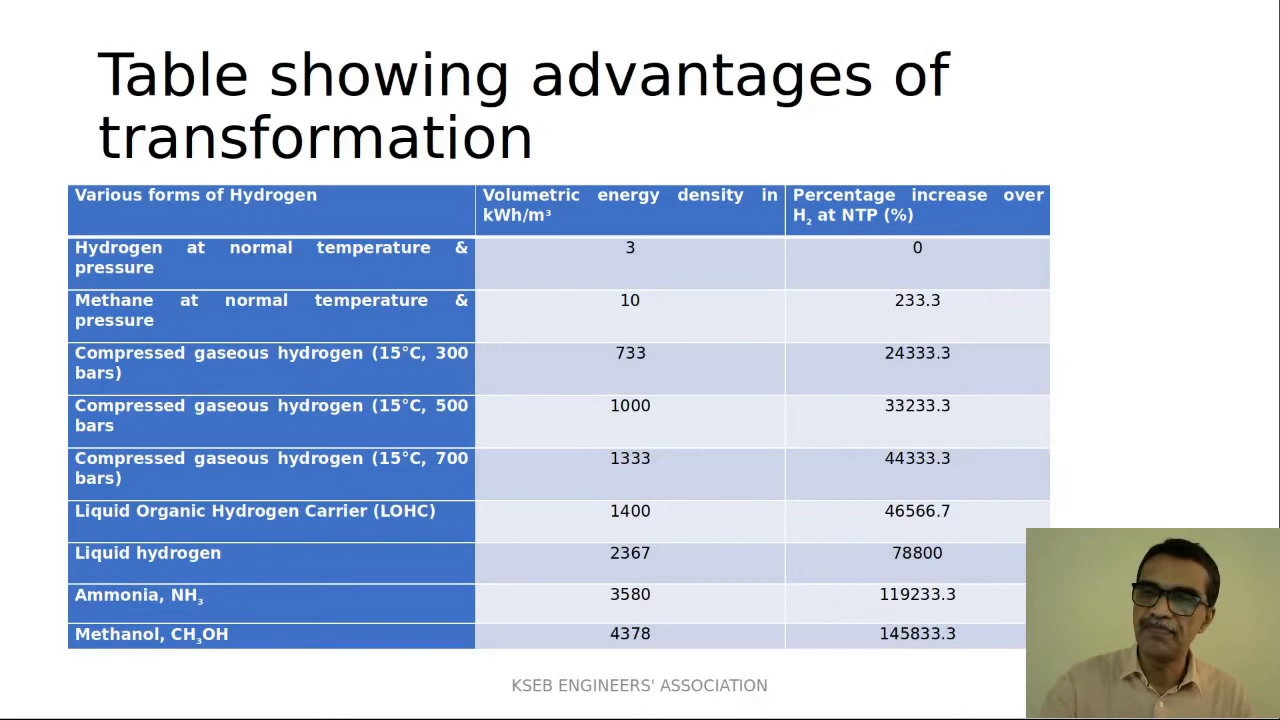 Table showing advantages of
transformation
Various forms of Hydrogen
Volumetric energy density in
kWh/m³
Percentage increase over
H₂ at NTP (%)
Hydrogen at normal temperature &
pressure
3
0
Methane at normal temperature &
pressure
10
233.3
Compressed gaseous hydrogen (15°C, 300
bars)
733
24333.3
Compressed gaseous hydrogen (15°C, 500
bars
1000
33233.3
Compressed gaseous hydrogen (15°C, 700
bars)
1333
44333.3
Liquid Organic Hydrogen Carrier (LOHC)
1400
46566.7
Liquid hydrogen
2367
78800
Ammonia, NH₃
3580
119233.3
Methanol, CH₃OH
4378
145833.3
KSEB ENGINEERS' ASSOCIATION